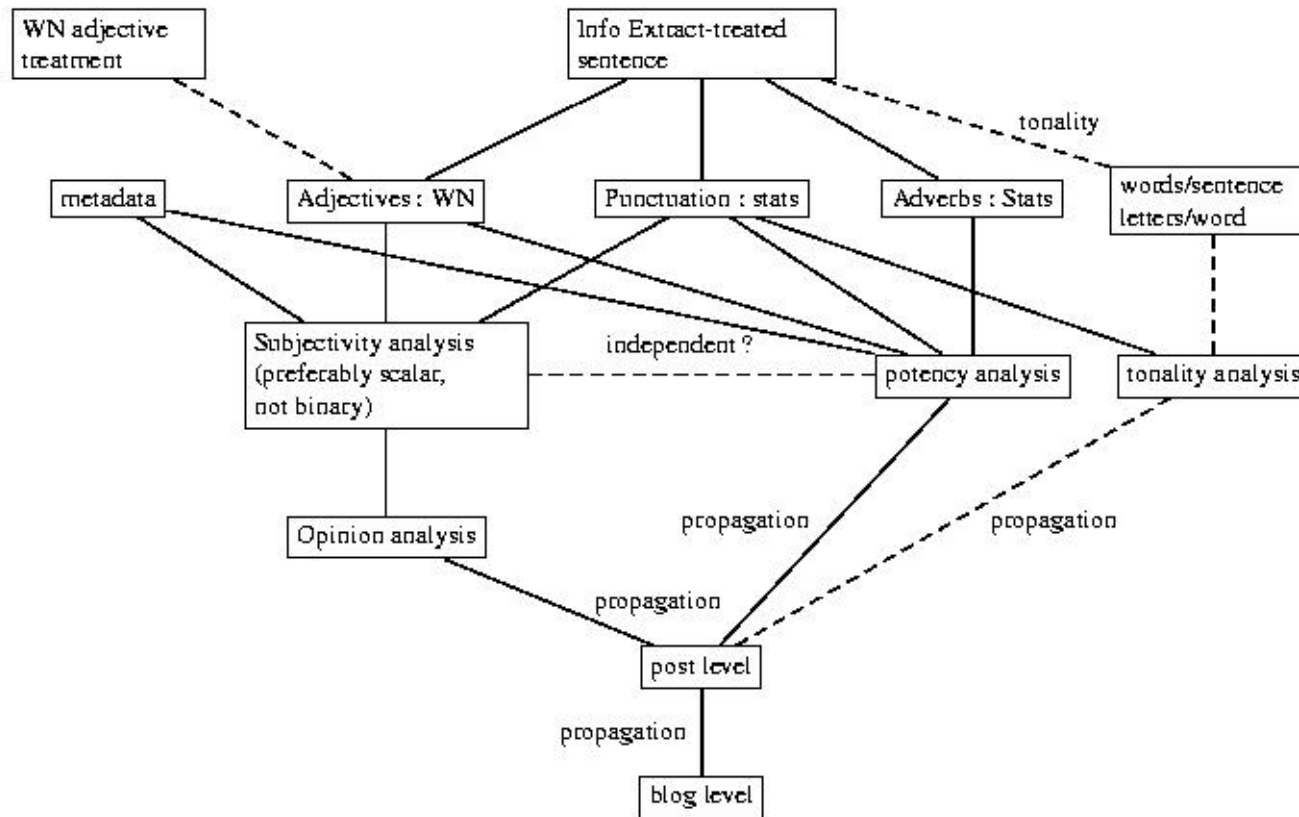 WN adjective
treatment
Info Extract-treated
sentence
tonality
metadata
Adjectives : WN
Punctuation : stats
Adverbs : Stats
words/sentence
letters/word
Subjectivity analysis
(preferably scalar,
not binary)
independent ?
potency analysis
tonality analysis
Opinion analysis
propagation
propagation
propagation
post level
propagation
blog level